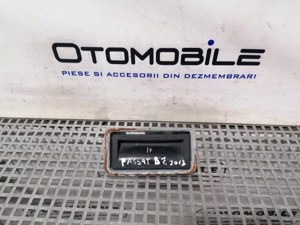 OTOMOBILE
PIESE SI ACCESORII DIN DEZMEMBRARI
PASSAT B7 2013